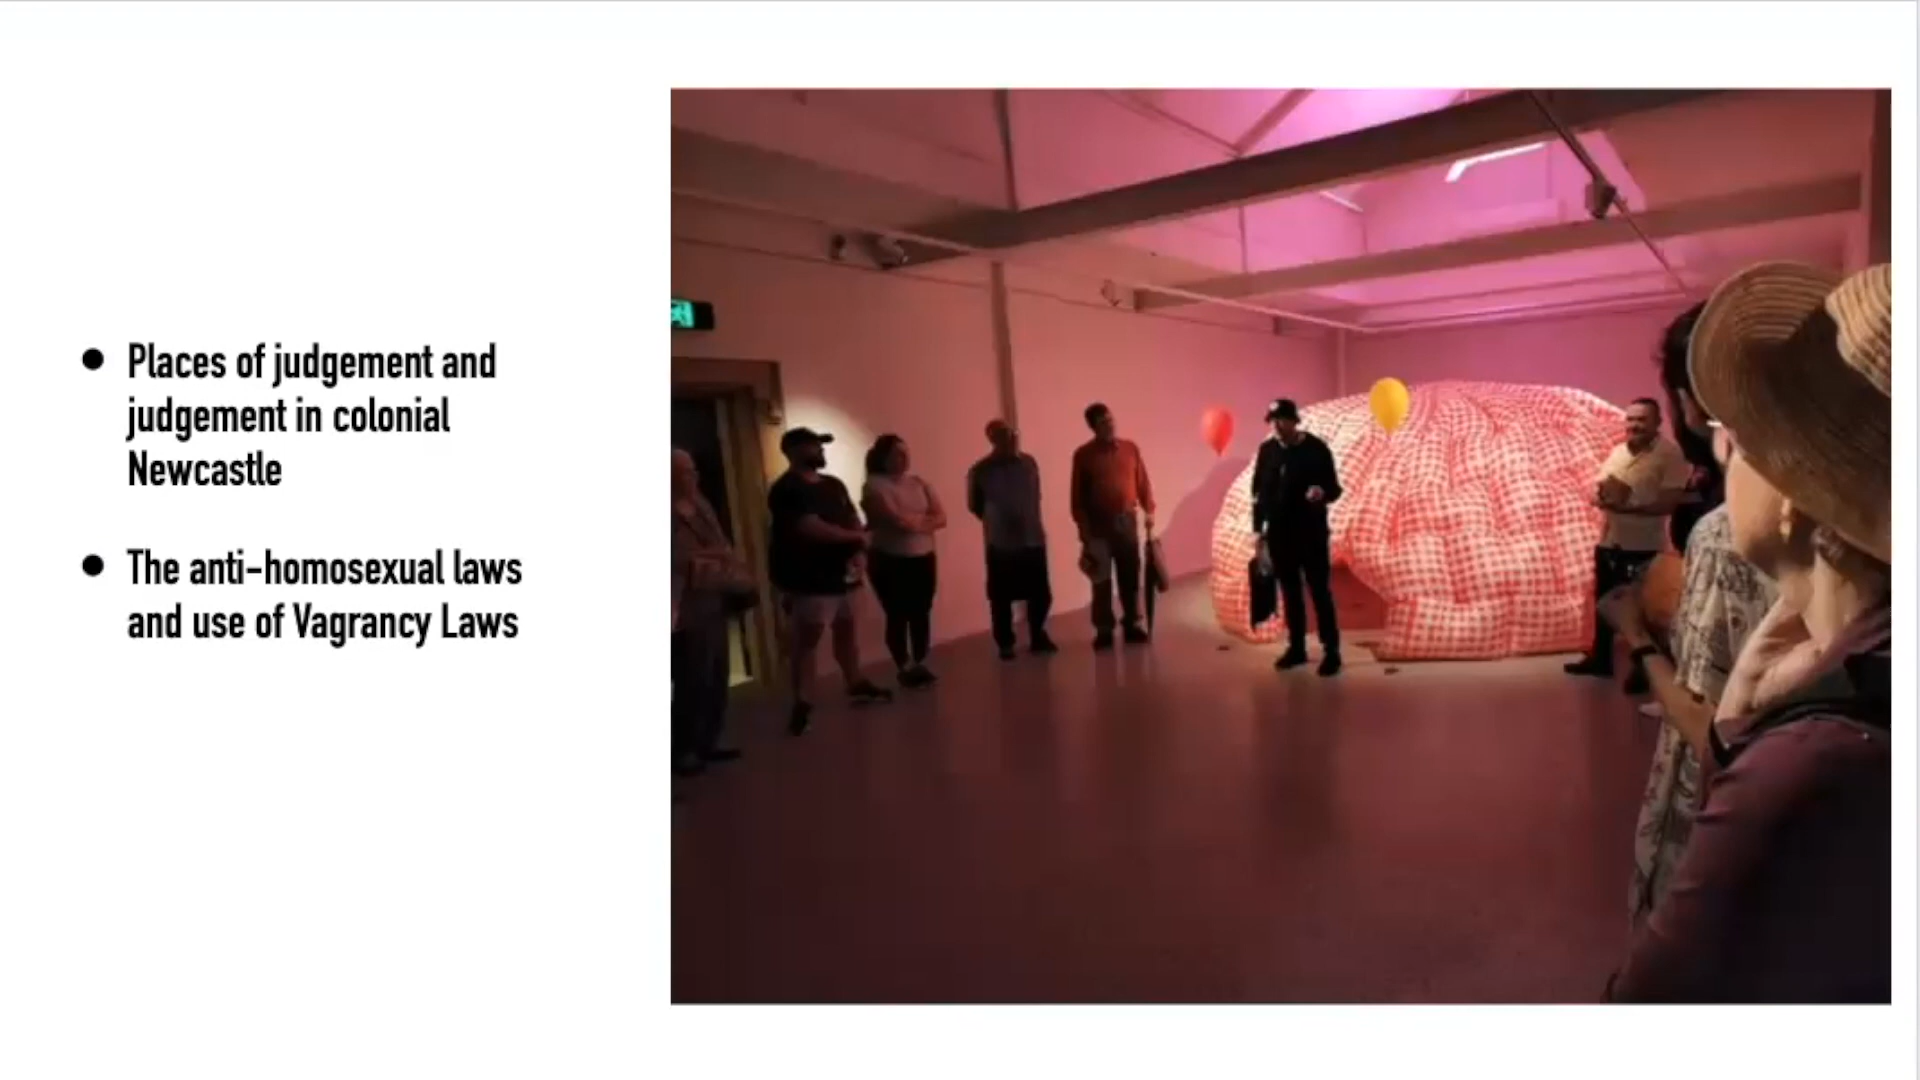 Places of judgement and
judgement in colonial
Newcastle
The anti-homosexual laws
and use of Vagrancy Laws